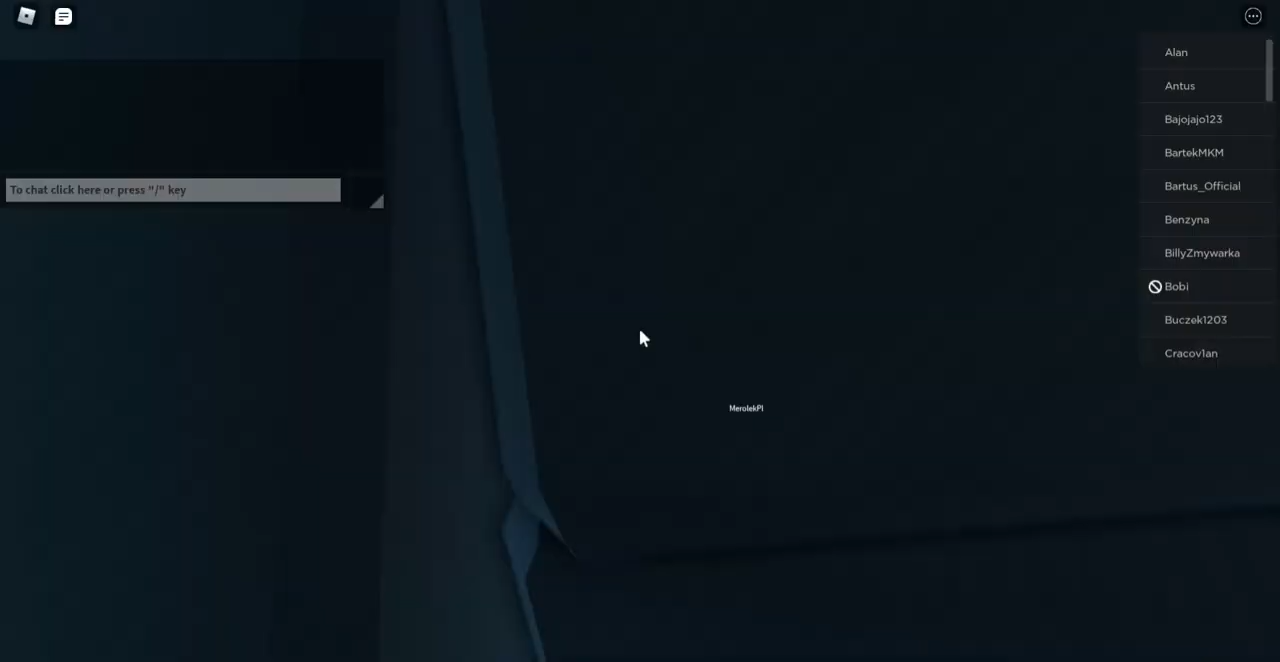 To chat click here or press "/" key
Alan
Antus
Bajojajo123
BartekMKM
Bartus_Official
Benzyna
BillyZmywarka
Bobi
Buczek1203
Cracov1an
MerolekPl